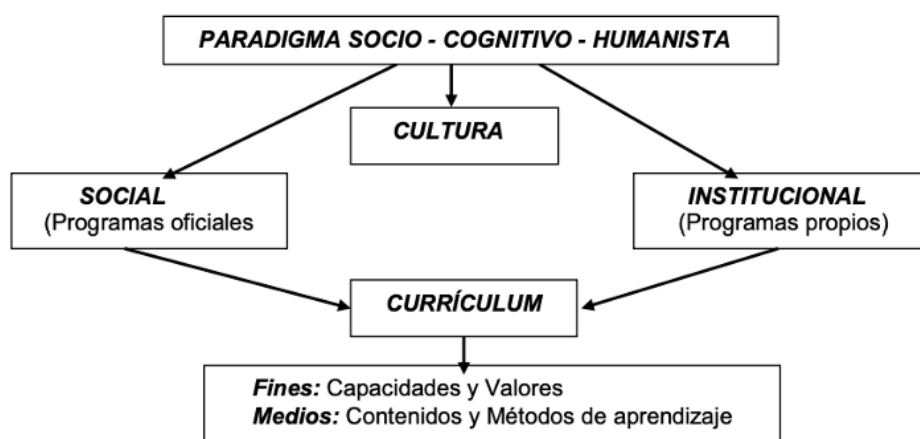 PARADIGMA SOCIO - COGNITIVO - HUMANISTA
CULTURA
SOCIAL
(Programas oficiales
INSTITUCIONAL
(Programas propios)
CURRÍCULUM
Fines: Capacidades y Valores
Medios: Contenidos y Métodos de aprendizaje